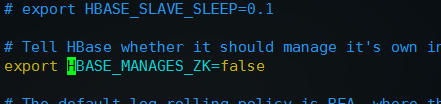 # export HBASE_SLAVE_SLEEP=0.1
# Tell HBase whether it should manage it's own in
export HBASE_MANAGES_ZK=false
# The default log rolling policy is RFA, where th